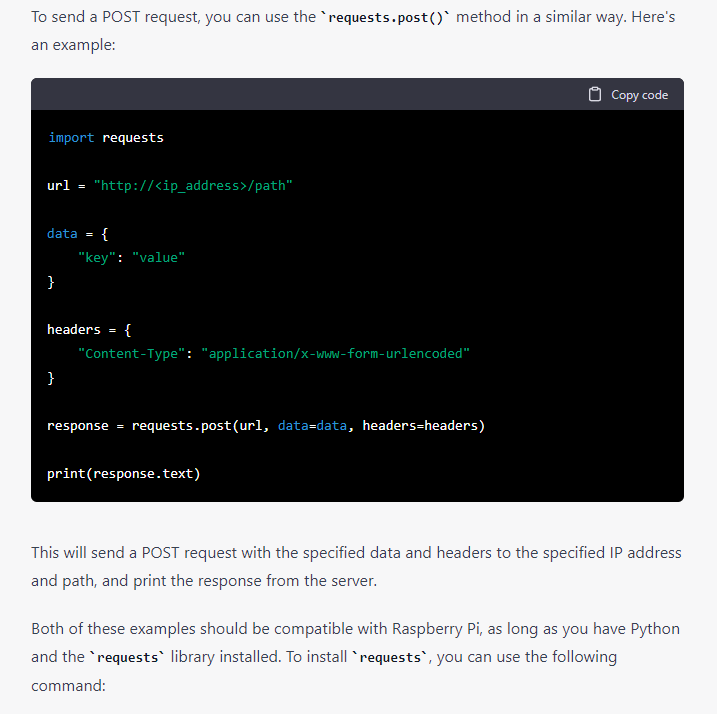 To send a POST request, you can use the `requests.post()` method in a similar way. Here's
an example:
Copy code
import requests
url = "http://<ip_address>/path"
data = {
    "key": "value"
}
headers = {
    "Content-Type": "application/x-www-form-urlencoded"
}
response = requests.post(url, data=data, headers=headers)
print(response.text)
This will send a POST request with the specified data and headers to the specified IP address
and path, and print the response from the server.
Both of these examples should be compatible with Raspberry Pi, as long as you have Python
and the `requests` library installed. To install `requests`, you can use the following
command: